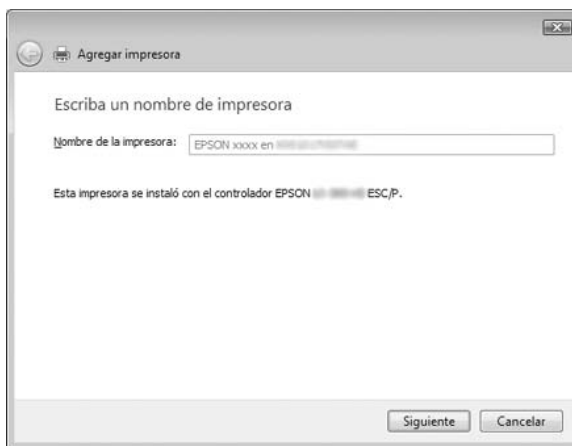 Agregar impresora
Escriba un nombre de impresora
Nombre de la impresora:
EPSON xxxx en
Esta impresora se instaló con el controlador EPSON ESC/P.
Siguiente
Cancelar